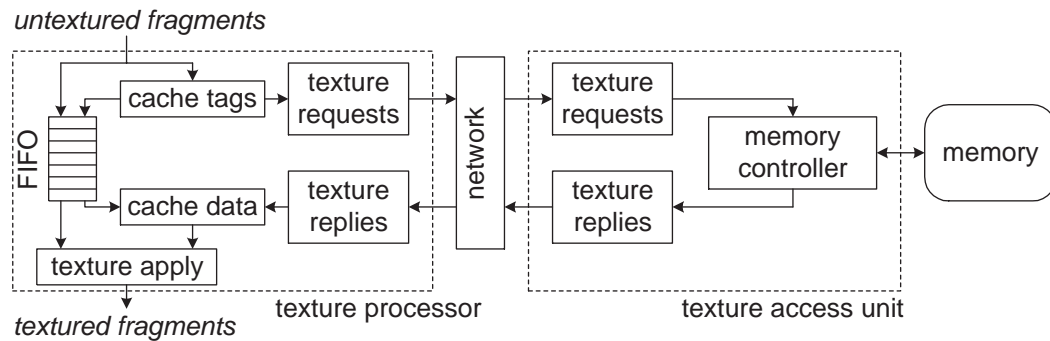 untextured fragments
cache tags
texture
requests
FIFO
cache data
texture
replies
texture apply
textured fragments
texture processor
network
texture
requests
texture
replies
memory
controller
texture access unit
memory